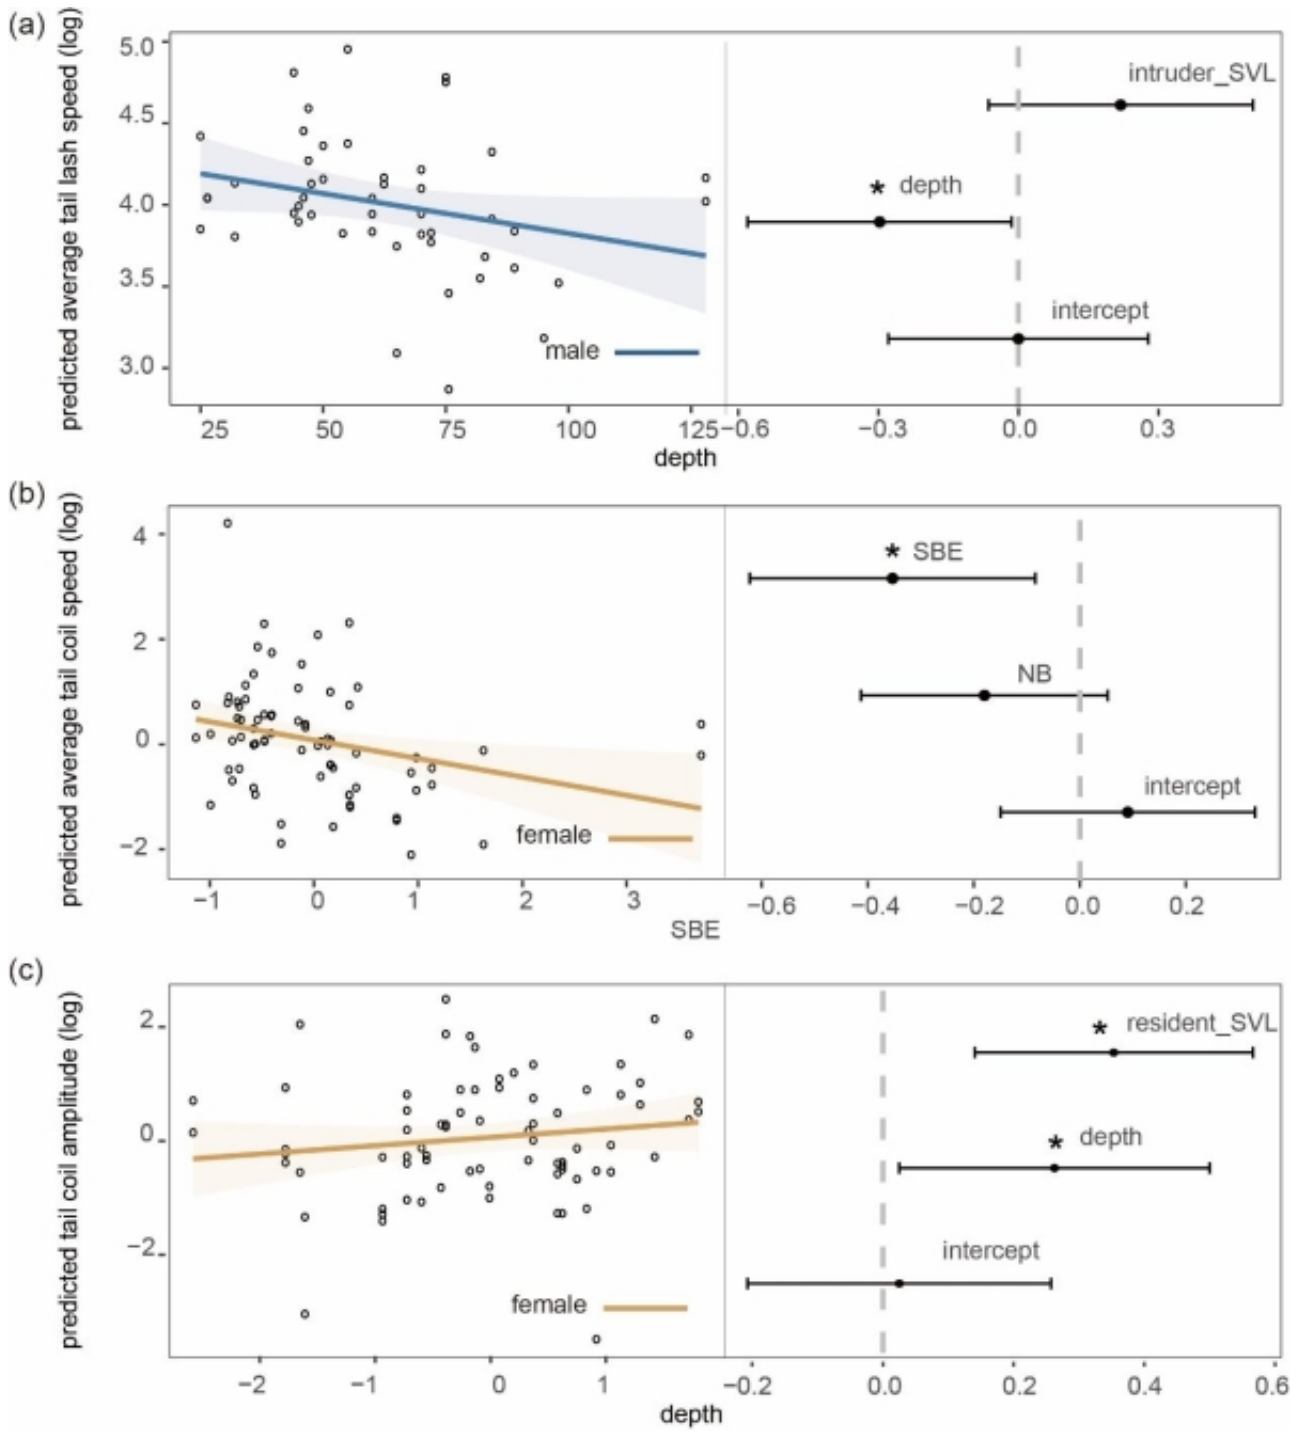 (a)
predicted average tail lash speed (log)
5.0
4.5
4.0
3.5
3.0
male
25 50 75 100 125
depth
intruder_SVL
* depth
intercept
−0.6 −0.3 0.0 0.3
(b)
predicted average tail coil speed (log)
4
2
0
−2
female
−1 0 1 2 3
SBE
* SBE
NB
intercept
−0.6 −0.4 −0.2 0.0 0.2
(c)
predicted tail coil amplitude (log)
2
0
−2
female
−2 −1 0 1
depth
* resident_SVL
* depth
intercept
−0.2 0.0 0.2 0.4 0.6